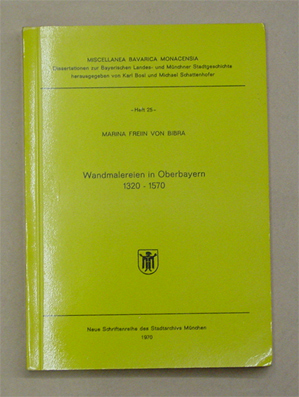 MISCELLANEA BAVARICA MONACENSIA
Dissertationen zur Bayerischen Landes- und Münchner Stadtgeschichte
herausgegeben von Karl Bosl und Michael Schattenhofer
-Heft 25-
MARINA FREIIN VON BIBRA
Wandmalereien in Oberbayern
1320 - 1570
Neue Schriftenreihe des Stadtarchivs München
1970